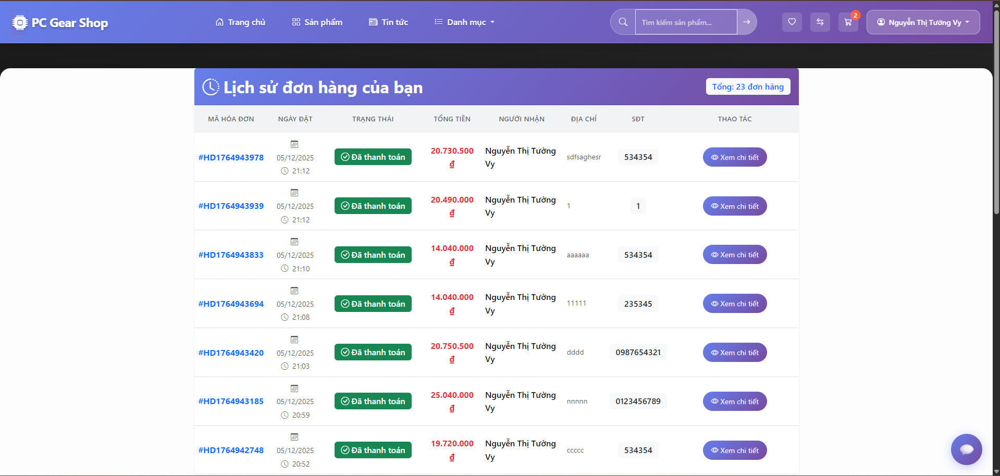 PC Gear Shop
Trang chủ
Sản phẩm
Tin tức
Danh mục
Tìm kiếm sản phẩm...
2
Nguyễn Thị Tường Vy
Lịch sử đơn hàng của bạn
Tổng: 23 đơn hàng
MÃ HÓA ĐƠN NGÀY ĐẶT TRẠNG THÁI TỔNG TIỀN NGƯỜI NHẬN ĐỊA CHỈ SĐT THAO TÁC
#HD1764943978
05/12/2025
21:12
Đã thanh toán
20.730.500
₫
Nguyễn Thị Tường
Vy
sdfsaghesr
534354
Xem chi tiết
#HD1764943939
05/12/2025
21:12
Đã thanh toán
20.490.000
₫
Nguyễn Thị Tường
Vy
1
1
Xem chi tiết
#HD1764943833
05/12/2025
21:10
Đã thanh toán
14.040.000
₫
Nguyễn Thị Tường
Vy
aaaaaa
534354
Xem chi tiết
#HD1764943694
05/12/2025
21:08
Đã thanh toán
14.040.000
₫
Nguyễn Thị Tường
Vy
11111
235345
Xem chi tiết
#HD1764943420
05/12/2025
21:03
Đã thanh toán
20.750.500
₫
Nguyễn Thị Tường
Vy
dddd
0987654321
Xem chi tiết
#HD1764943185
05/12/2025
20:59
Đã thanh toán
25.040.000
₫
Nguyễn Thị Tường
Vy
nnnnn
0123456789
Xem chi tiết
#HD1764942748
05/12/2025
20:52
Đã thanh toán
19.720.000
₫
Nguyễn Thị Tường
Vy
ccccc
534354
Xem chi tiết